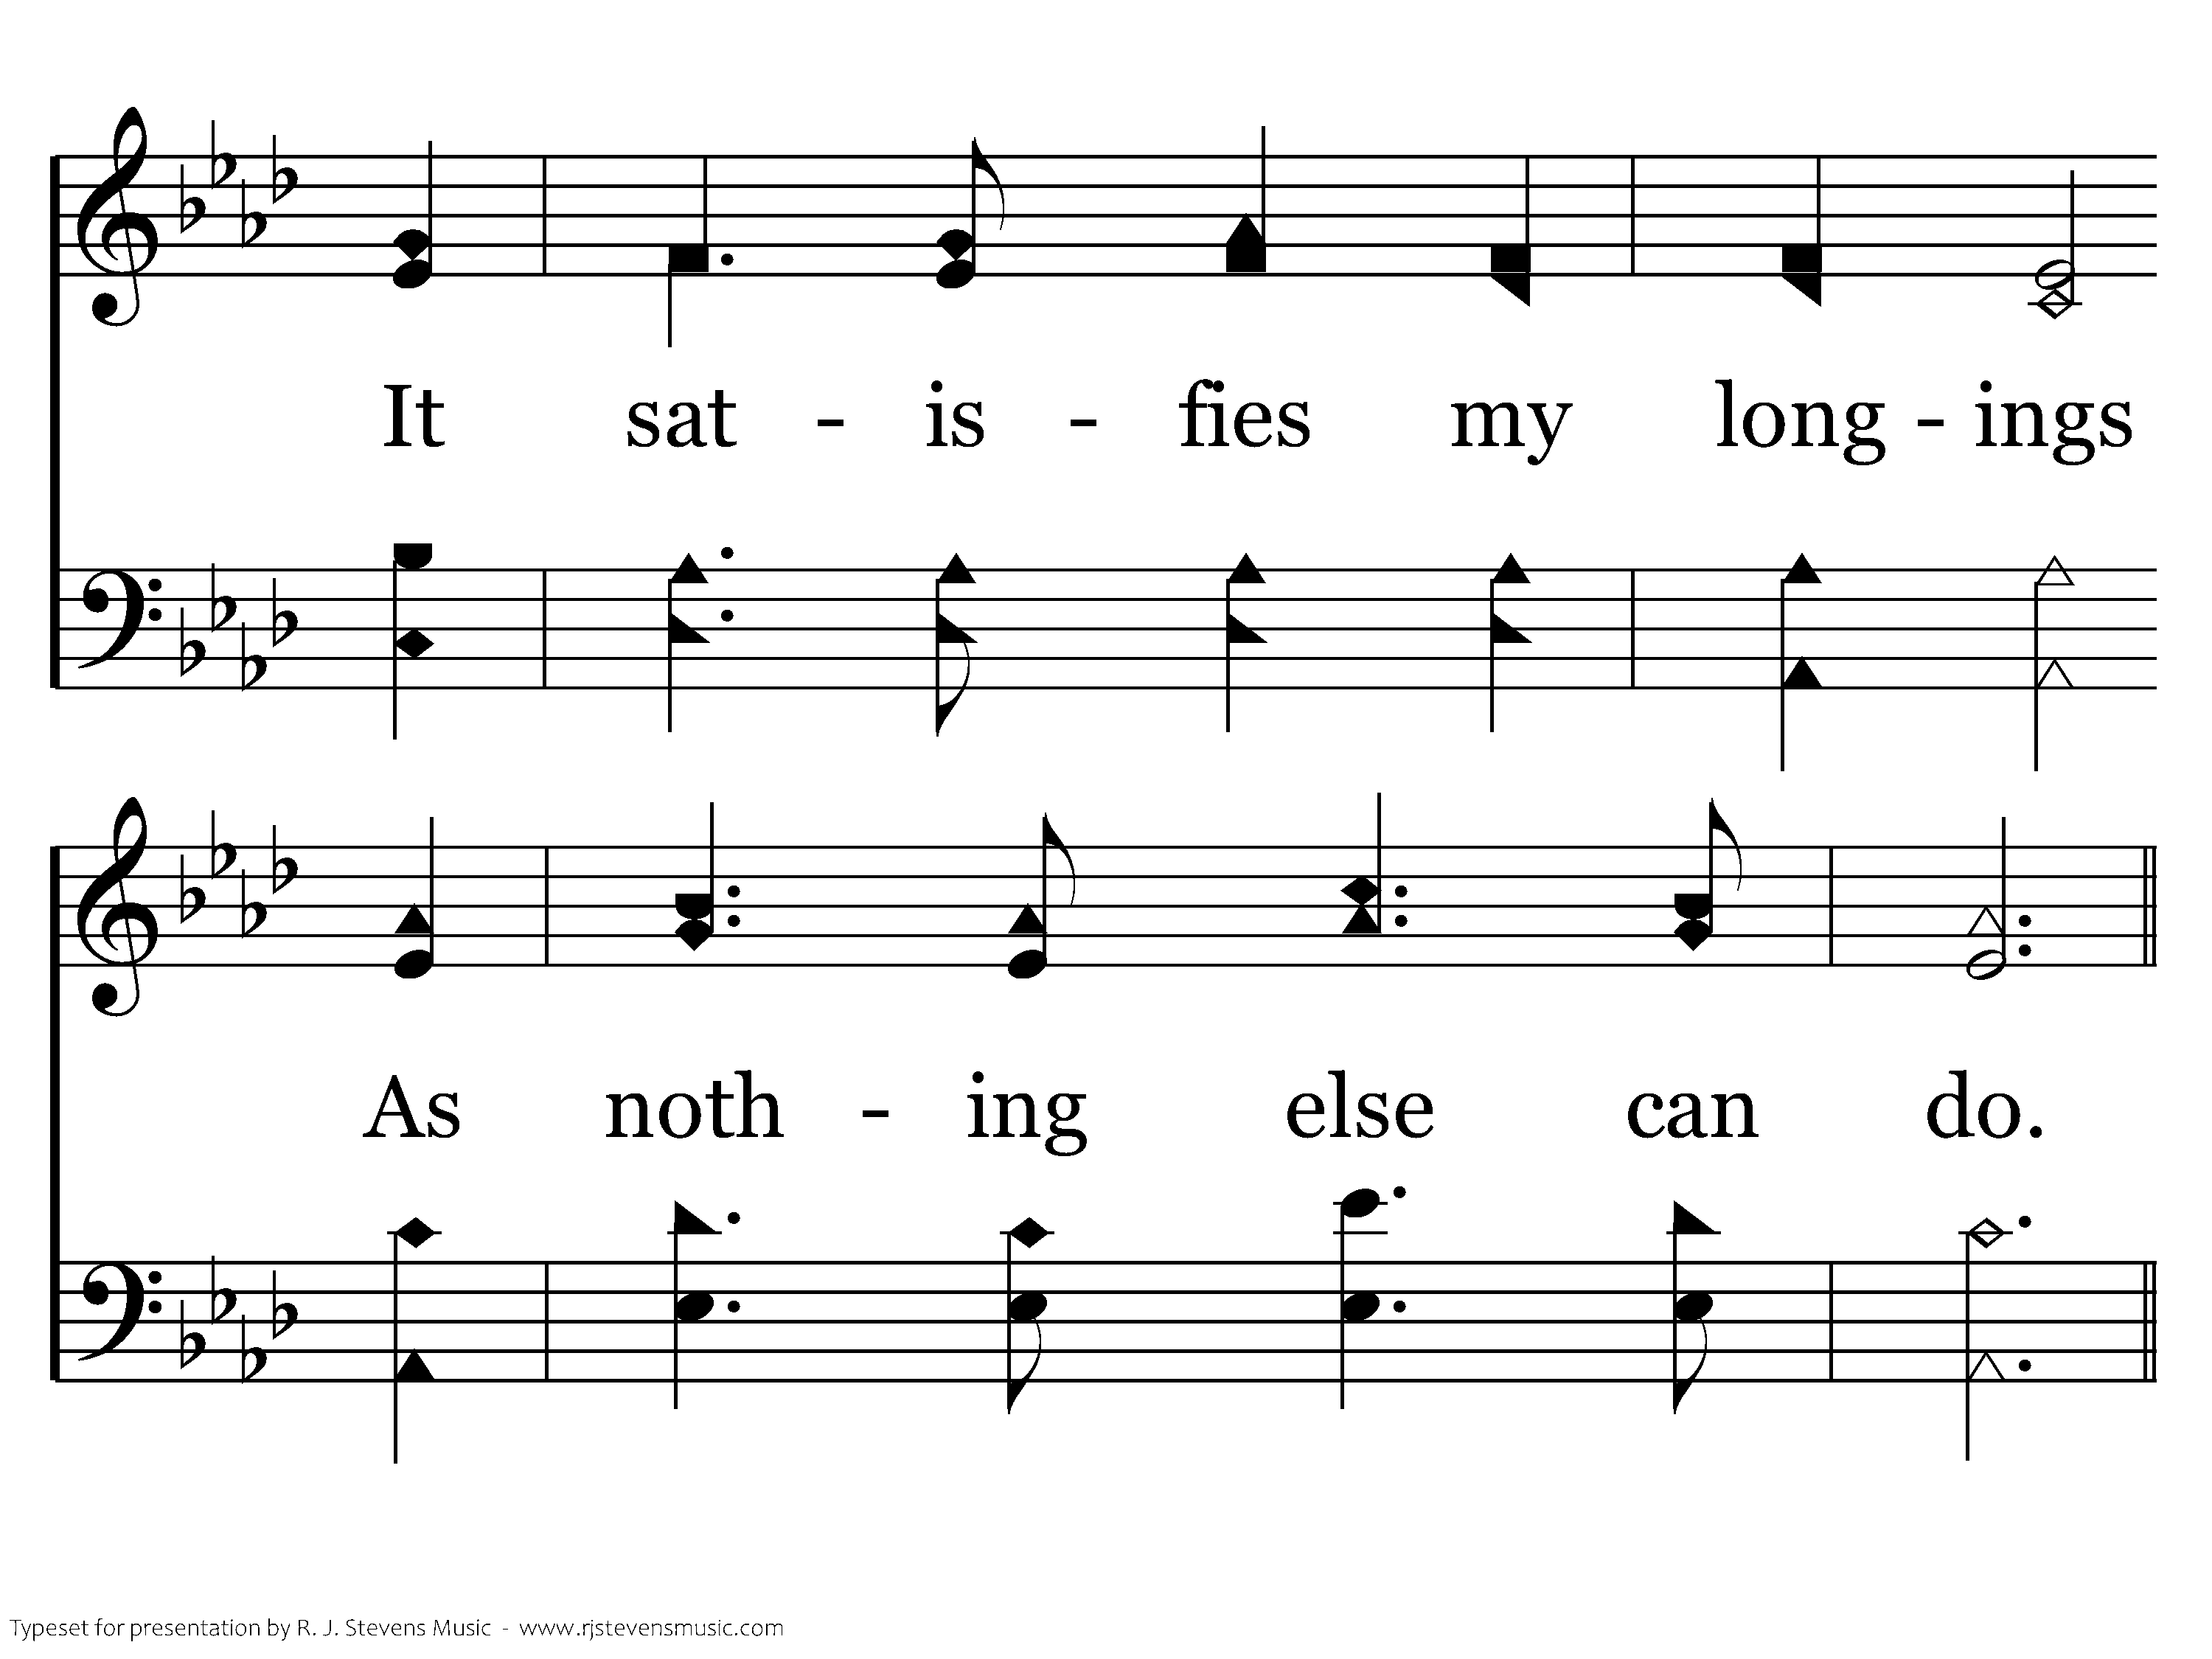 It sat - is - fies my long - ings
As noth - ing else can do.
Typeset for presentation by R. J. Stevens Music - www.rjstevensmusic.com